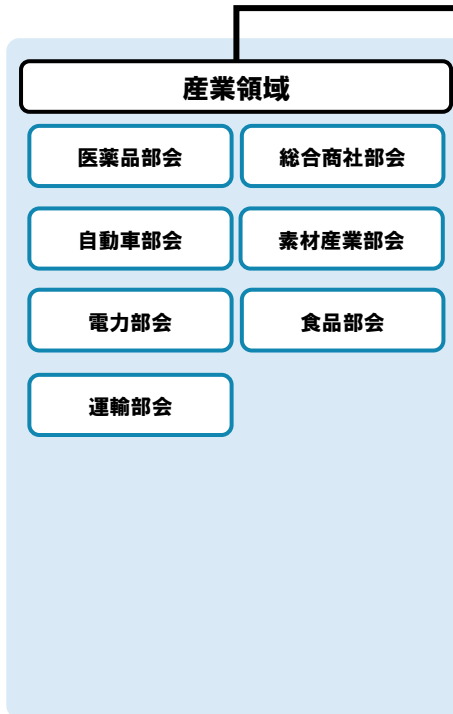 産業領域
医薬品部会
総合商社部会
自動車部会
素材産業部会
電力部会
食品部会
運輸部会